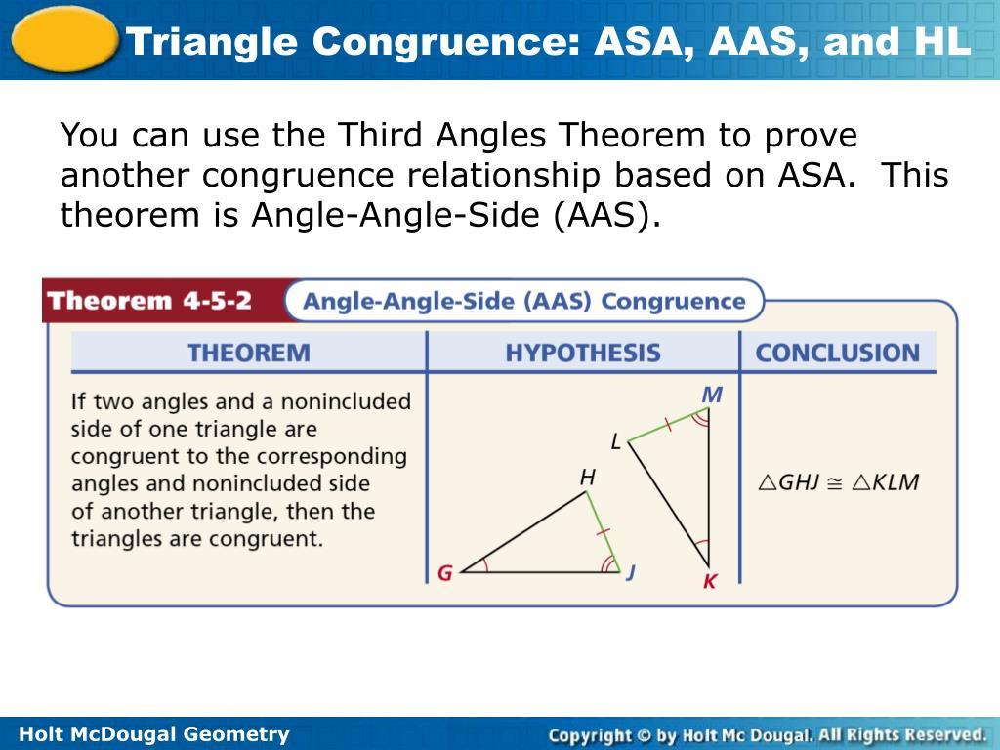 Triangle Congruence: ASA, AAS, and HL
You can use the Third Angles Theorem to prove
another congruence relationship based on ASA.  This
theorem is Angle-Angle-Side (AAS).
Theorem 4-5-2 Angle-Angle-Side (AAS) Congruence
THEOREM HYPOTHESIS CONCLUSION
If two angles and a nonincluded
side of one triangle are
congruent to the corresponding
angles and nonincluded side
of another triangle, then the
triangles are congruent.
M
L
H
G
J
K
△GHJ ≅ △KLM
Holt McDougal Geometry
Copyright © by Holt Mc Dougal. All Rights Reserved.